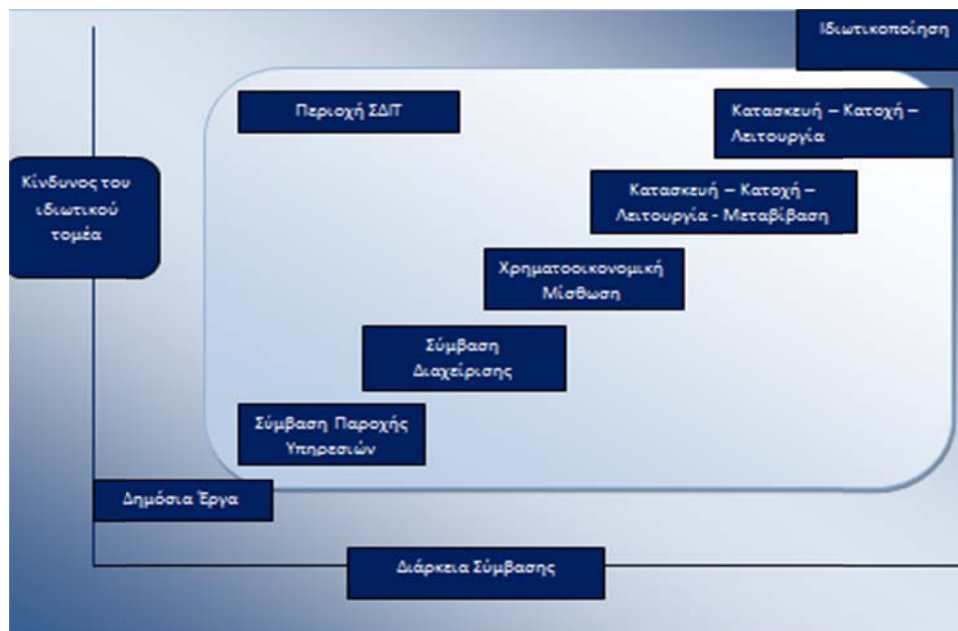 Ιδιωτικοποίηση
Περιοχή ΣΔΙΤ
Κατασκευή – Κατοχή –
Λειτουργία
Κίνδυνος του
ιδιωτικού
τομέα
Κατασκευή – Κατοχή –
Λειτουργία - Μεταβίβαση
Χρηματοοικονομική
Μίσθωση
Σύμβαση
Διαχείρισης
Σύμβαση Παροχής
Υπηρεσιών
Δημόσια Έργα
Διάρκεια Σύμβασης